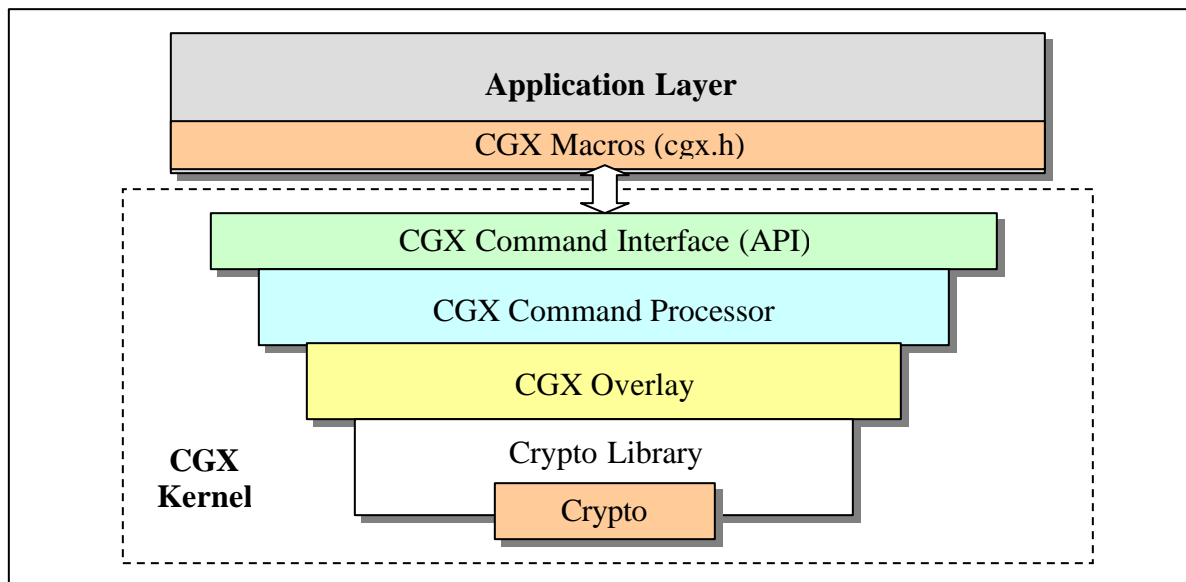 Application Layer
CGX Macros (cgx.h)
CGX Command Interface (API)
CGX Command Processor
CGX Overlay
Crypto Library
CGX
Kernel
Crypto